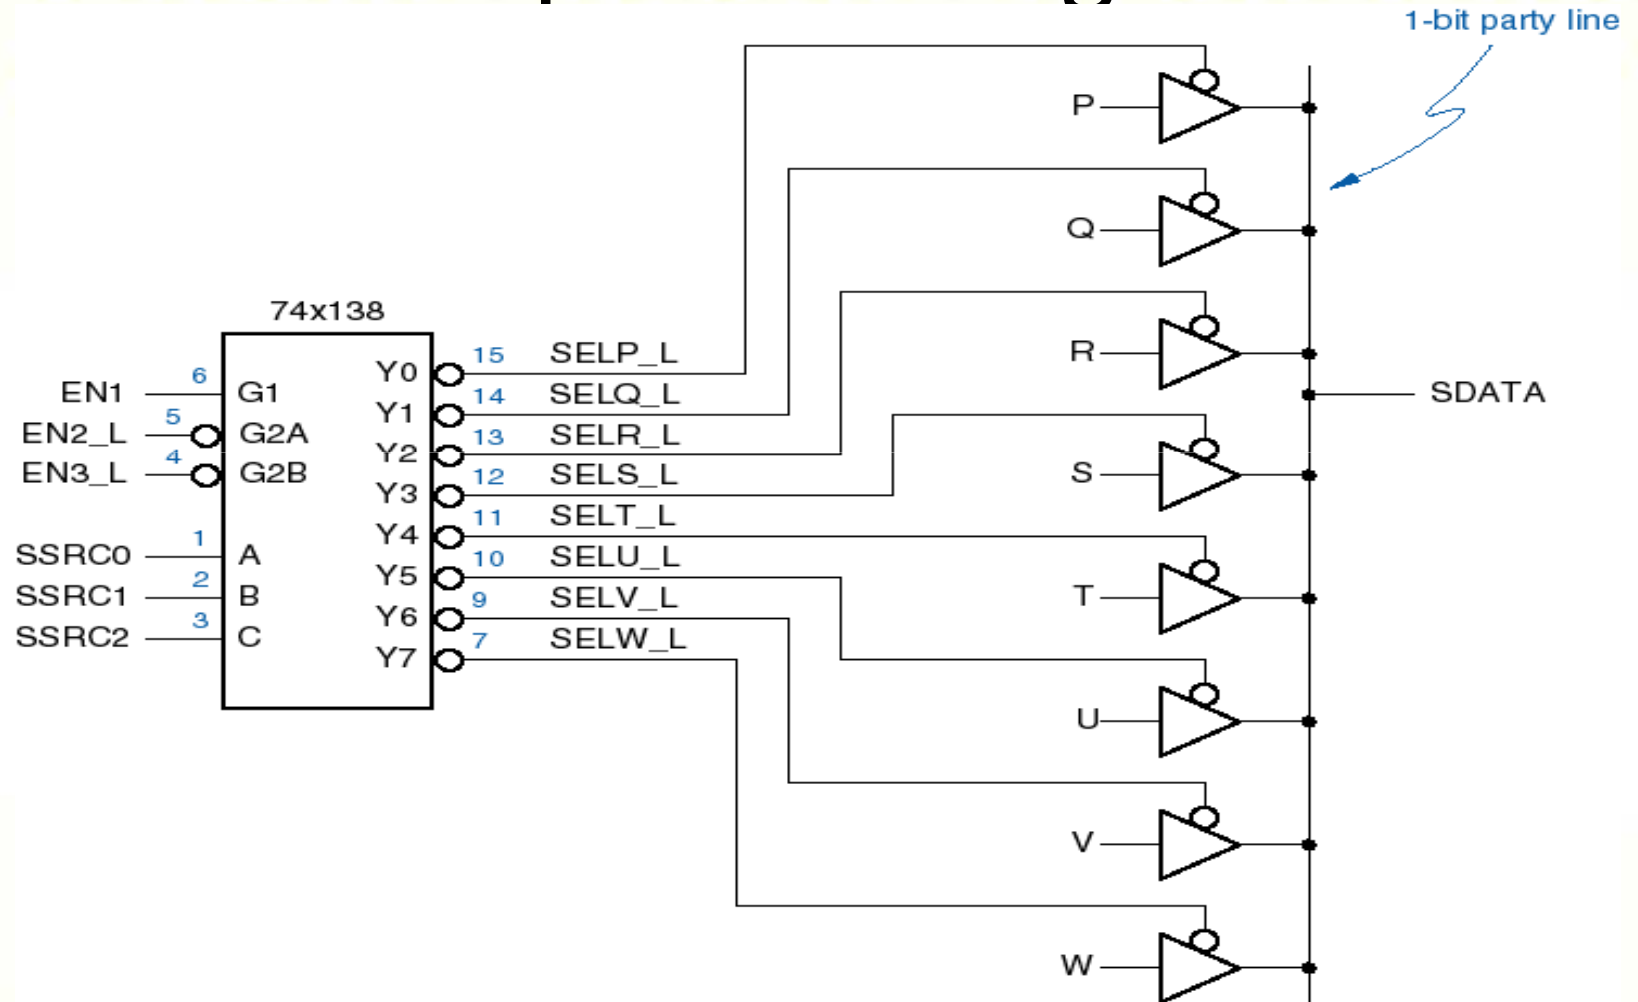 1-bit party line
P
Q
74x138
R
15 SELP_L
6 Y0
EN1 G1 14 SELQ_L SDATA
5 Y1
EN2_L G2A 13 SELR_L
4 Y2
EN3_L G2B 12 SELS_L S
Y3
11 SELT_L
1 Y4
SSRC0 A 10 SELU_L
2 Y5
SSRC1 B 9 SELV_L T
3 Y6
SSRC2 C 7 SELW_L
Y7
U
V
W